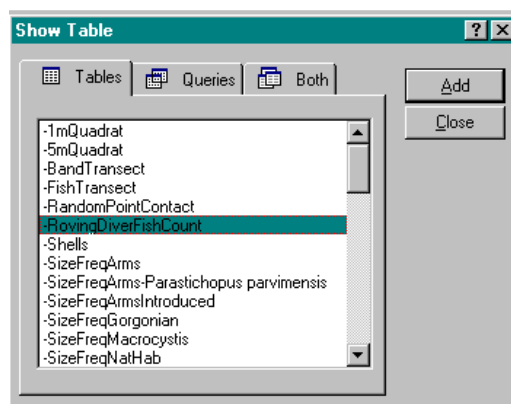 Show Table
Tables Queries Both
Add
Close
-1mQuadrat
-5mQuadrat
-BandTransect
-FishTransect
-RandomPointContact
-RovingDiverFishCount
-Shells
-SizeFreqArms
-SizeFreqArms-Parastichopus parvimensis
-SizeFreqArmsIntroduced
-SizeFreqGorgonian
-SizeFreqMacrocystis
-SizeFreqNatHab